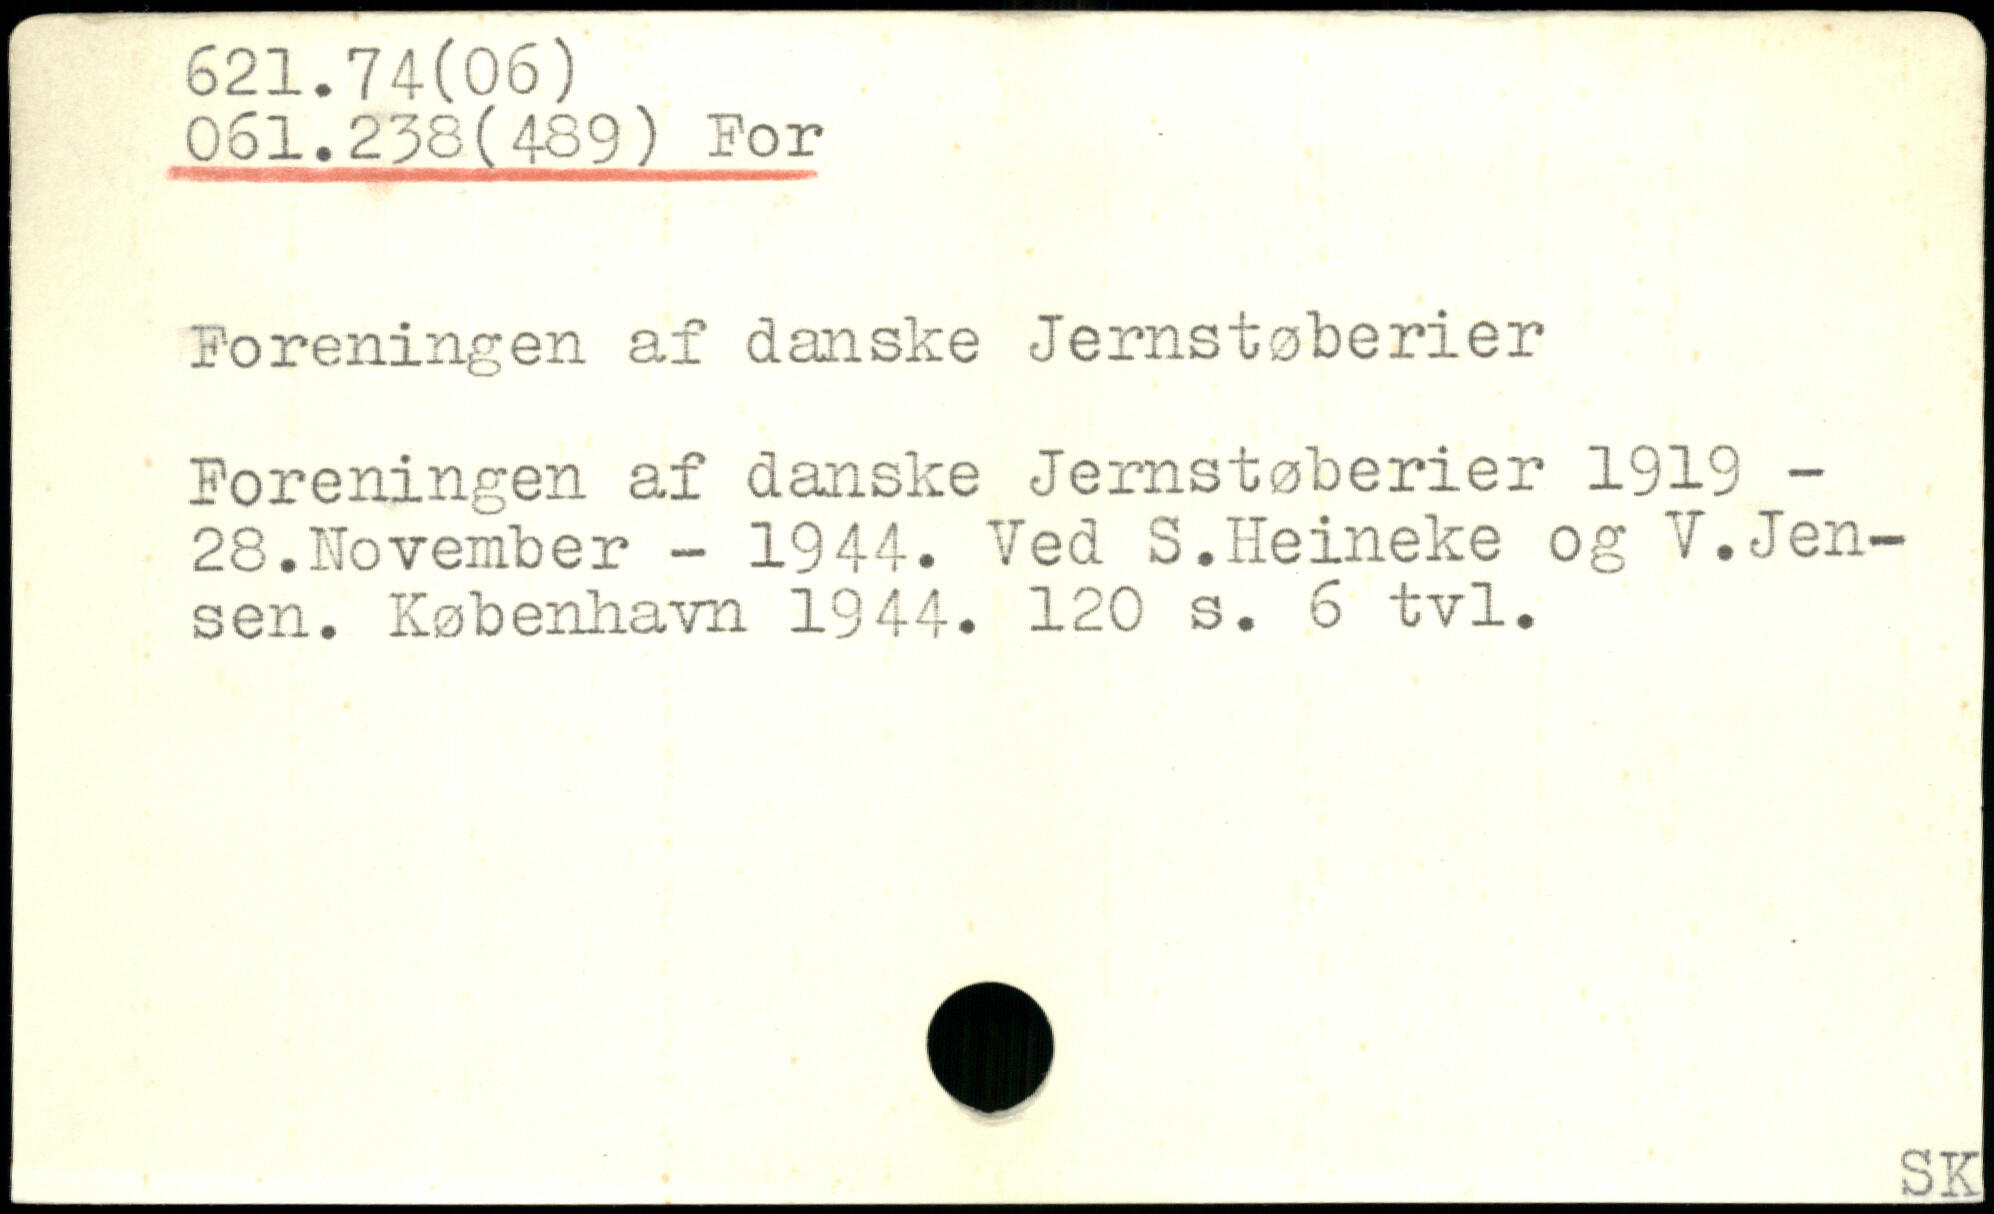 621.74(06)
061.238(489) For
Foreningen af danske Jernstøberier
Foreningen af danske Jernstøberier 1919 -
28.November - 1944. Ved S.Heineke og V.Jen-
sen. København 1944. 120 s. 6 tvl.
SK